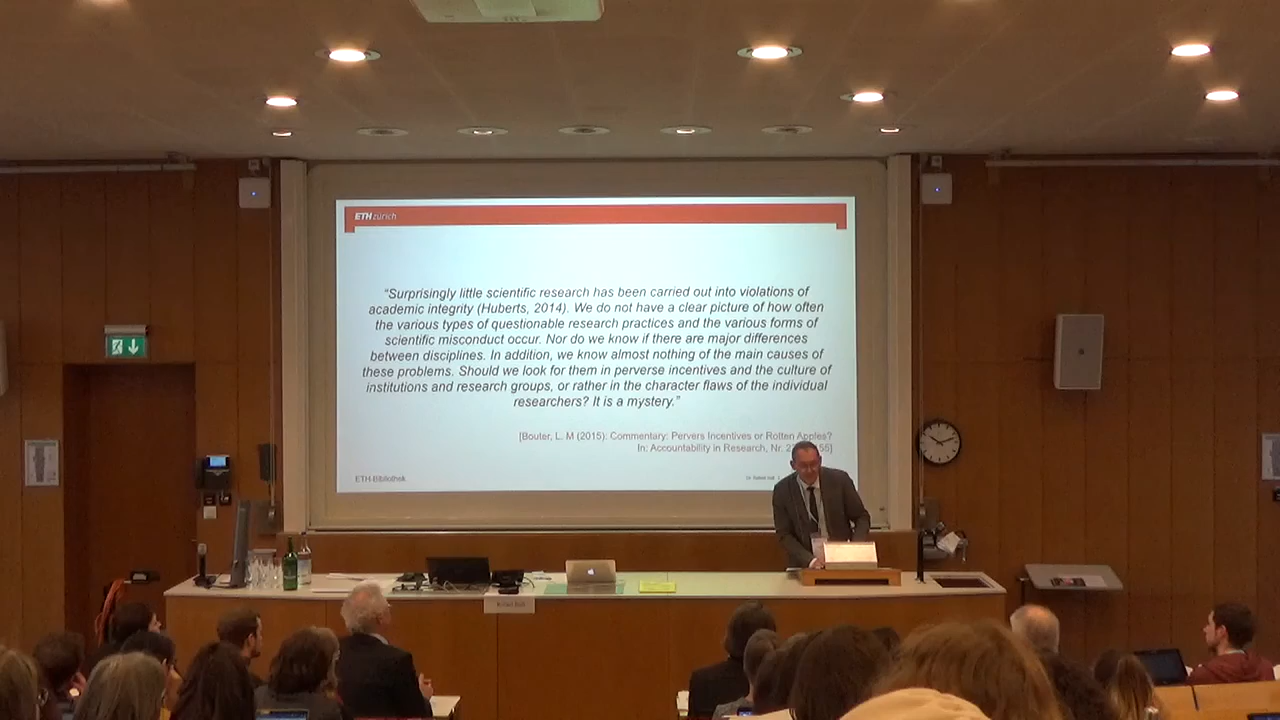 ETH zürich
“Surprisingly little scientific research has been carried out into violations of
academic integrity (Huberts, 2014). We do not have a clear picture of how often
the various types of questionable research practices and the various forms of
scientific misconduct occur. Nor do we know if there are major differences
between disciplines. In addition, we know almost nothing of the main causes of
these problems. Should we look for them in perverse incentives and the culture of
institutions and research groups, or rather in the character flaws of the individual
researchers? It is a mystery.”
[Bouter, L. M (2015): Commentary: Pervers Incentives or Rotten Apples?
In: Accountability in Research, Nr.
ETH-Bibliothek